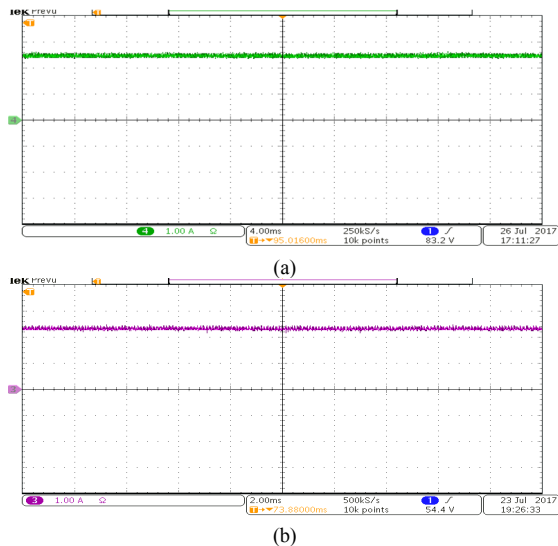 Tek PreVu
T
4
4 1.00 A Ω
4.00ms 250kS/s 1 ƒ
T→▼95.01600ms 10k points 83.2 V
26 Jul 2017
17:11:27
(a)
Tek PreVu
T
3
3 1.00 A Ω
2.00ms 500kS/s 1 ƒ
T→▼73.88000ms 10k points 54.4 V
23 Jul 2017
19:26:33
(b)